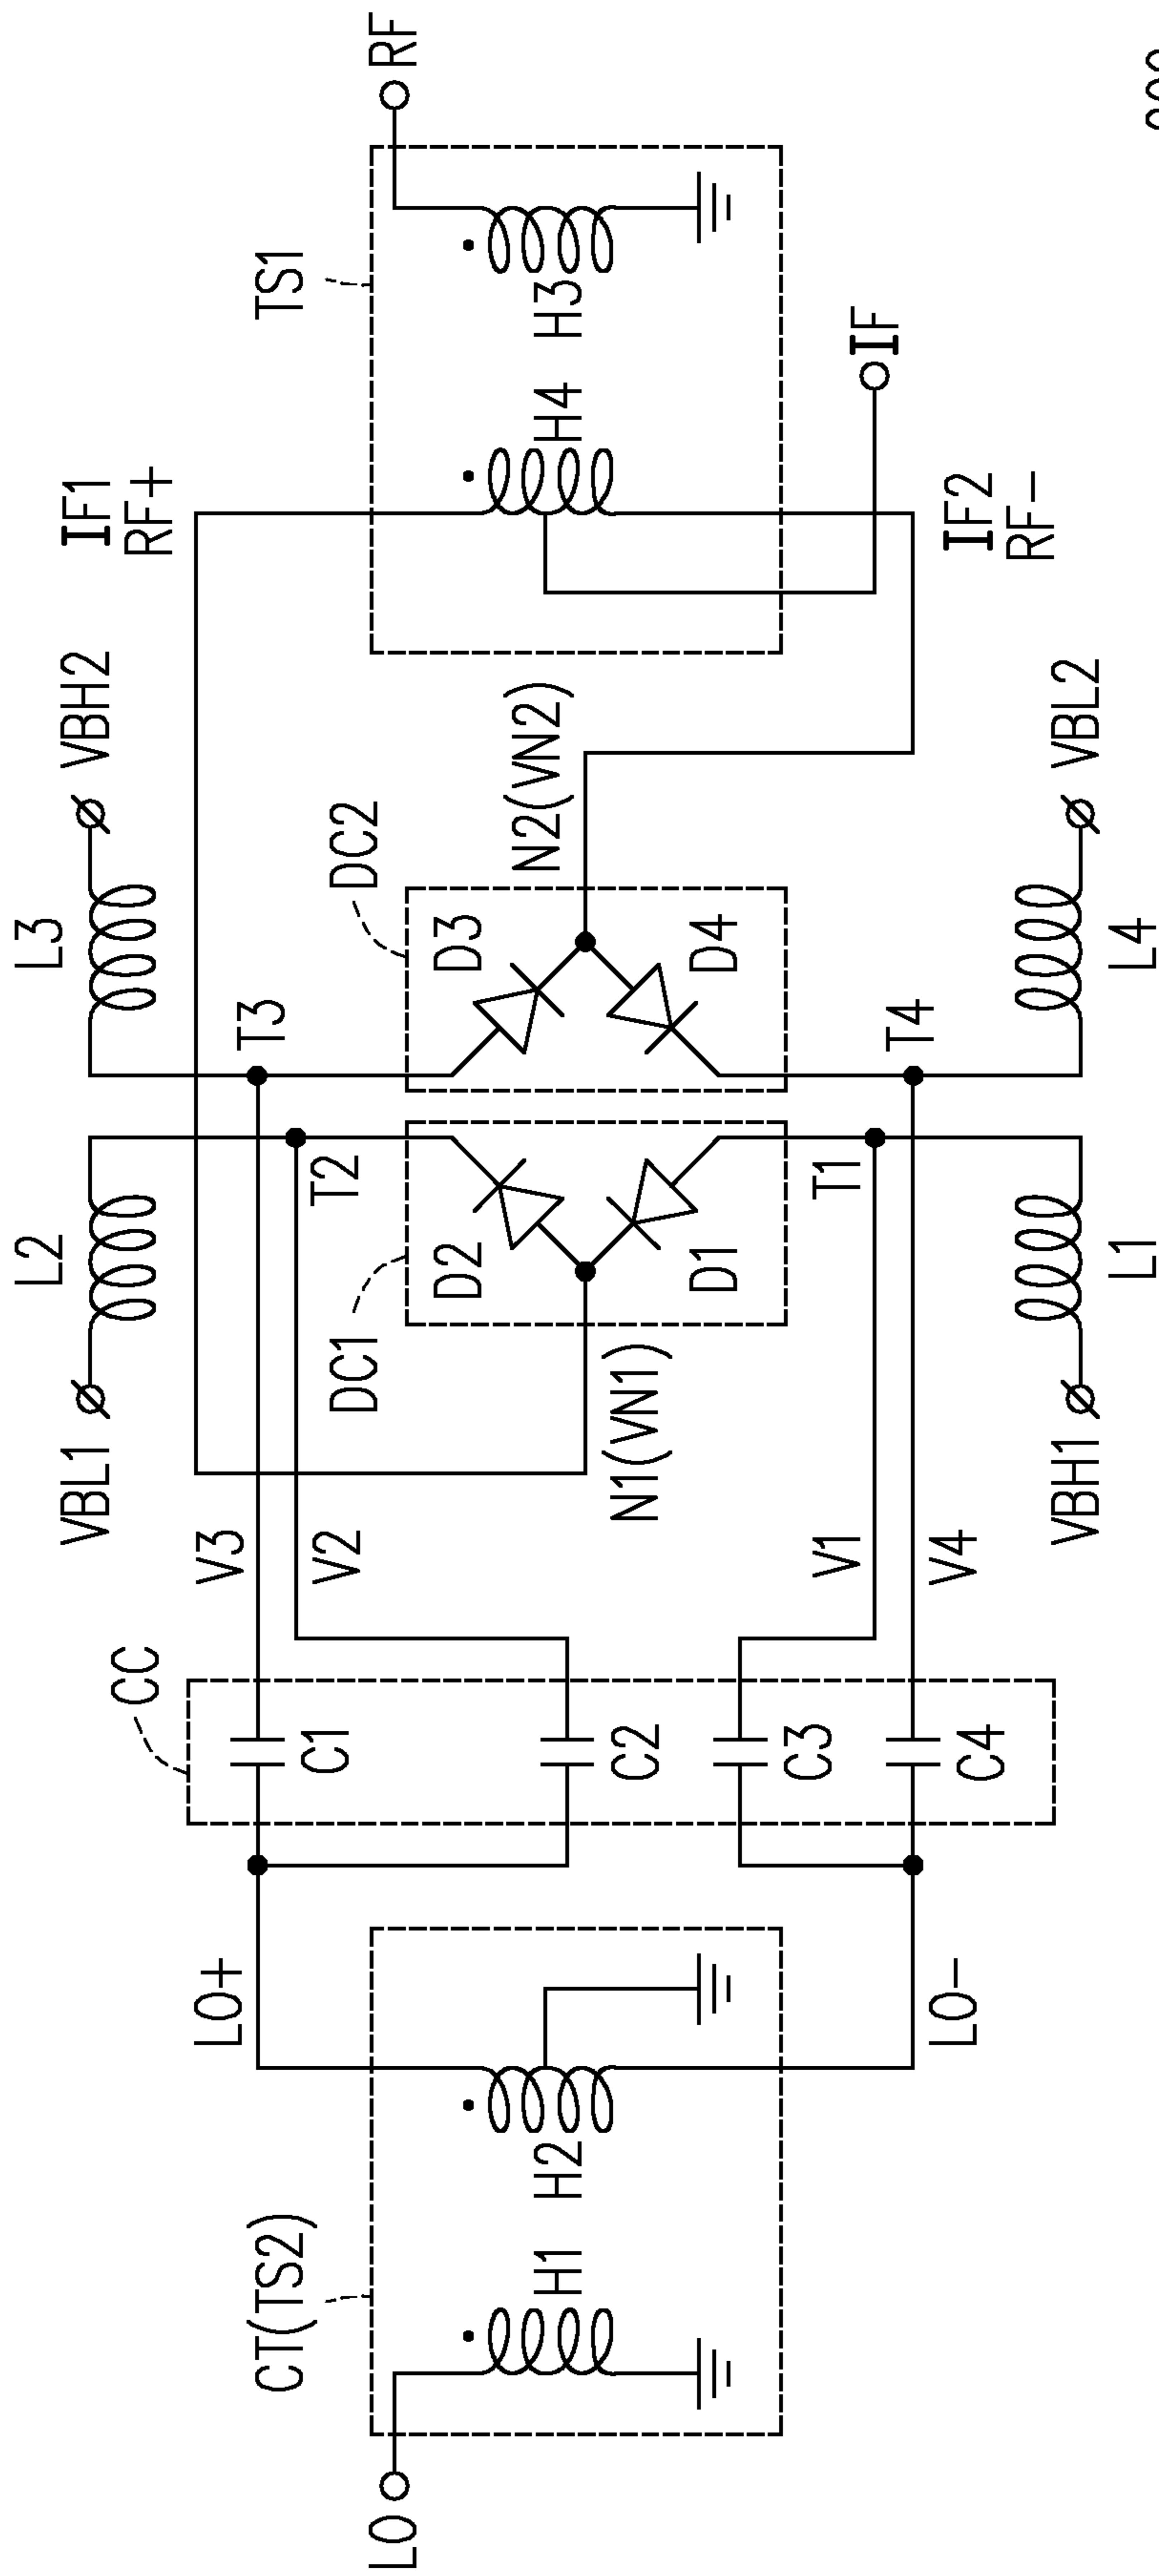 L2
L3
VBL1
VBH2
IF1
RF+
CC
V3
T3
LO+
V2
T2
CT(TS2)
DC1
DC2
TS1
LO
RF
D2
D3
C1
N2(VN2)
H1
H2
H4
H3
C2
N1(VN1)
D1
D4
C3
V1
T1
IF
C4
LO-
V4
T4
IF2
RF-
VBH1
VBL2
L1
L4